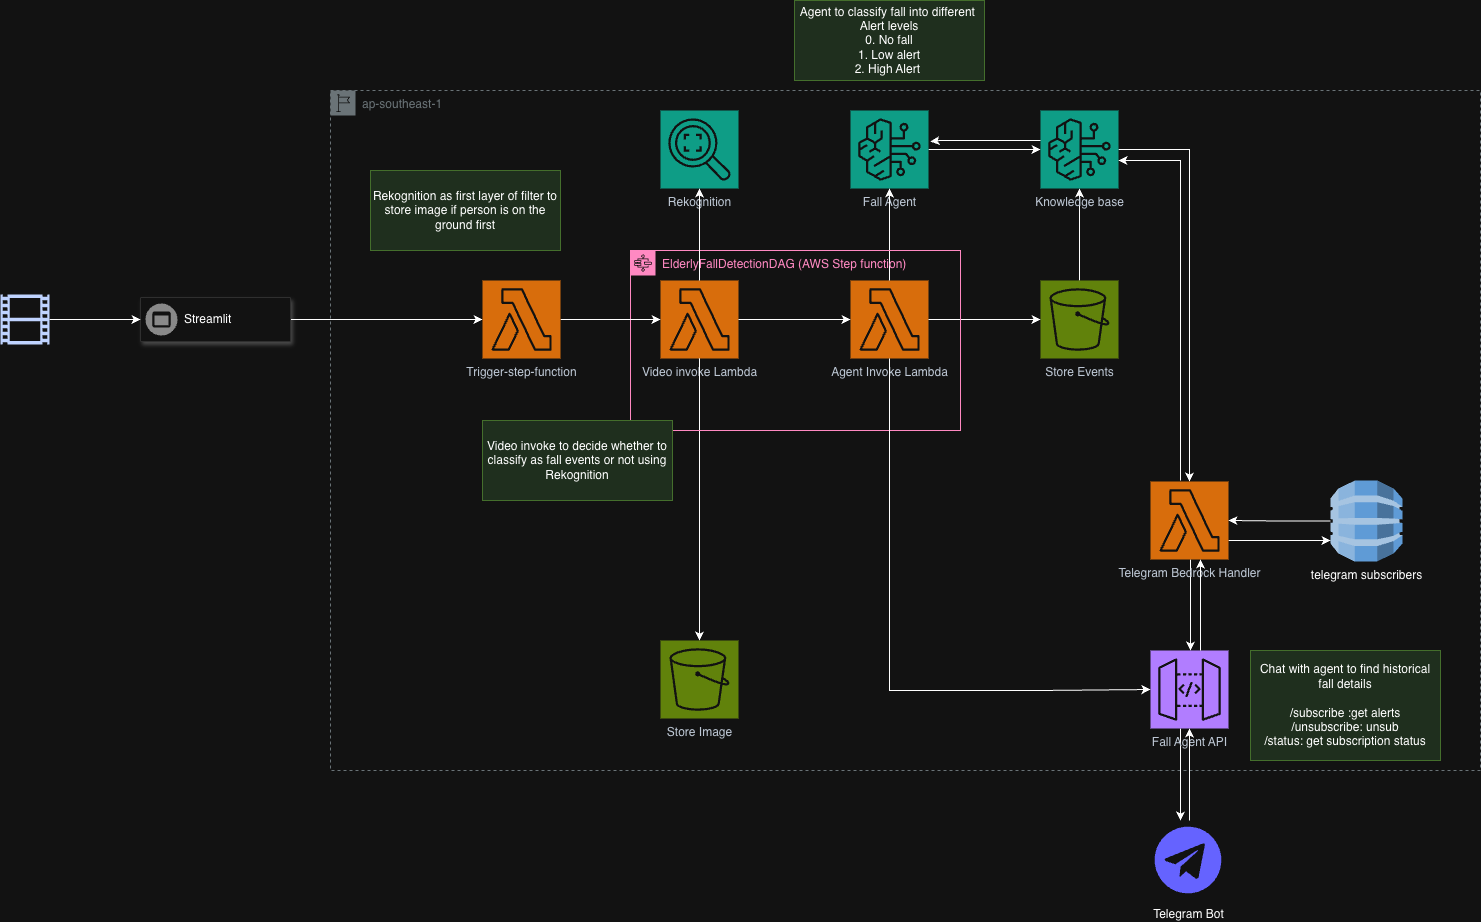 Agent to classify fall into different
Alert levels
0. No fall
1. Low alert
2. High Alert
ap-southeast-1
Rekognition as first layer of filter to
store image if person is on the
ground first
Rekognition
Fall Agent
Knowledge base
ElderlyFallDetectionDAG (AWS Step function)
Streamlit
Trigger-step-function
Video invoke Lambda
Agent Invoke Lambda
Store Events
Video invoke to decide whether to
classify as fall events or not using
Rekognition
Telegram Bedrock Handler
telegram subscribers
Store Image
</>
Fall Agent API
Chat with agent to find historical
fall details
/subscribe :get alerts
/unsubscribe: unsub
/status: get subscription status
Telegram Bot